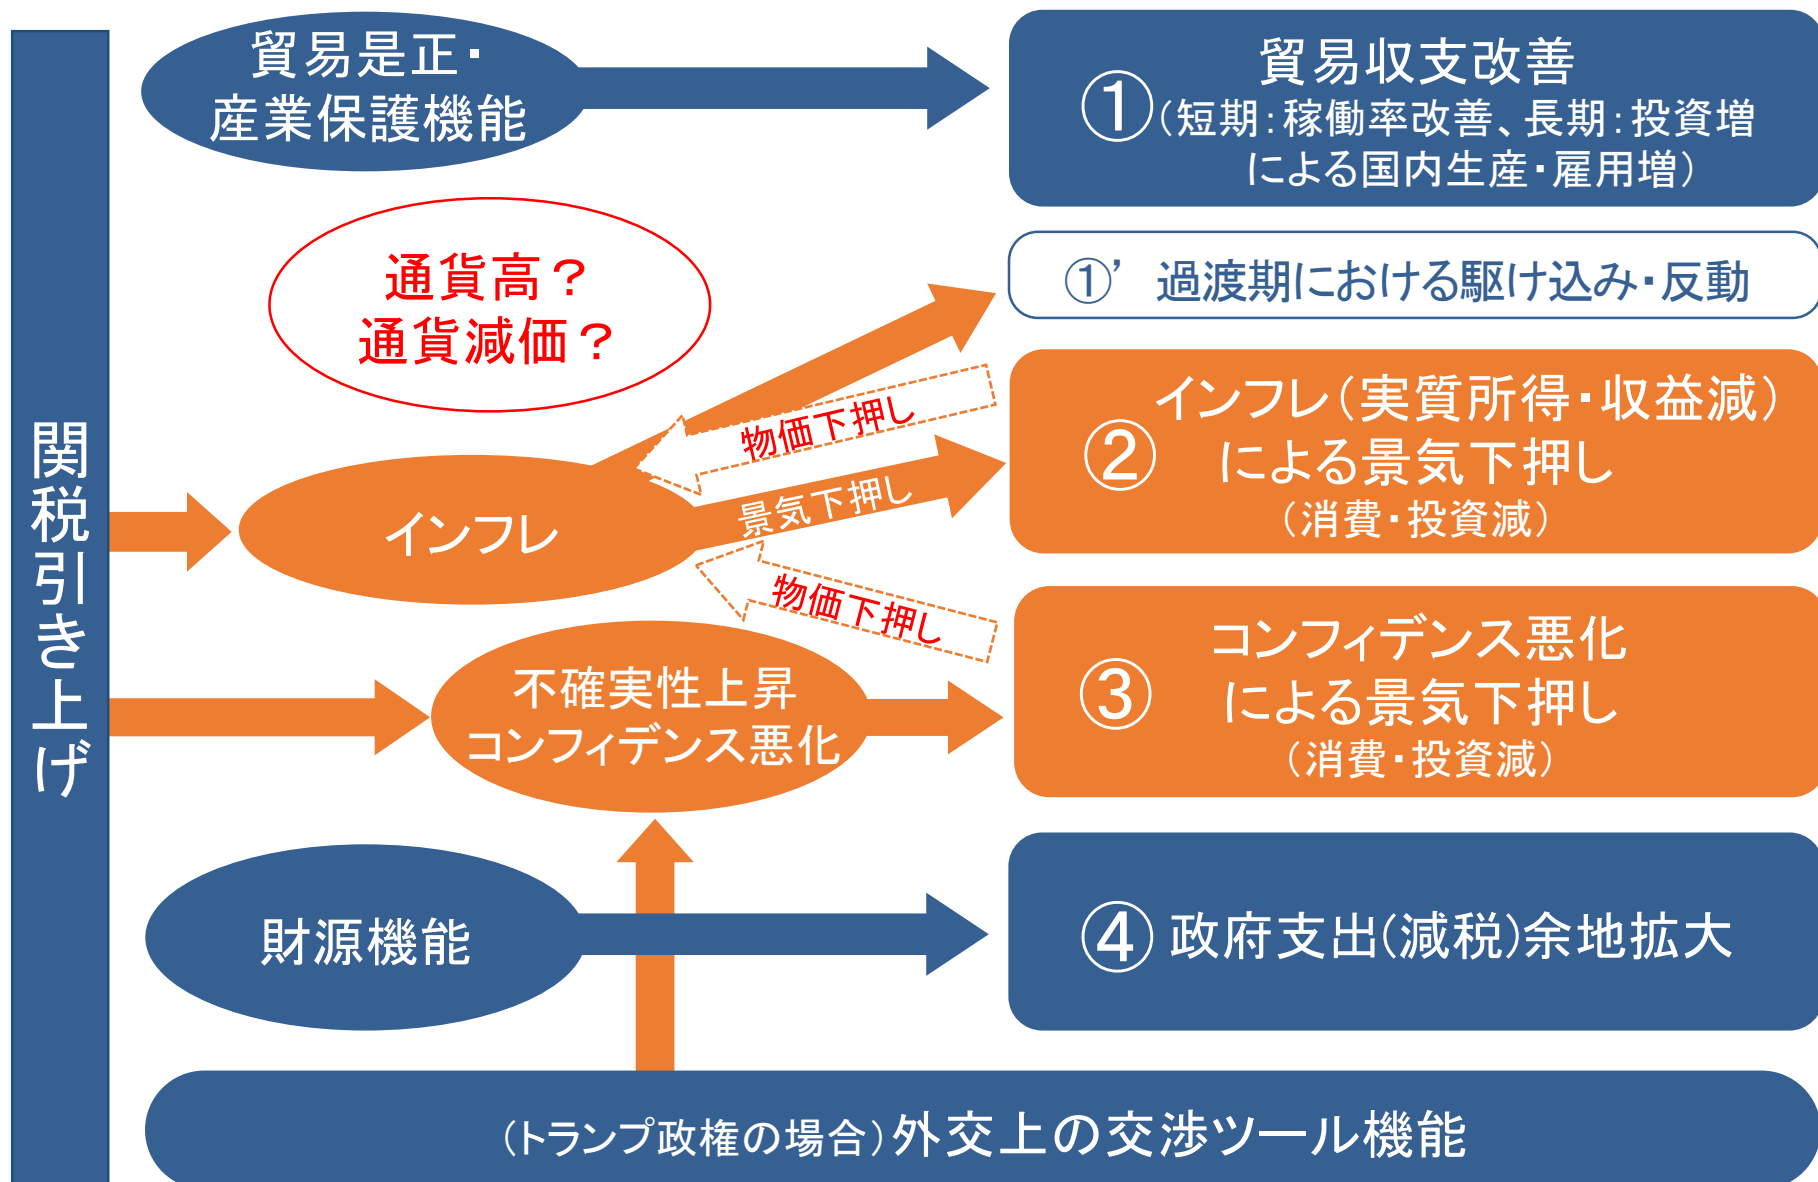 関税引き上げ
貿易是正・
産業保護機能
①
貿易収支改善
（短期：稼働率改善、長期：投資増
による国内生産・雇用増）
通貨高？
通貨減価？
①’ 過渡期における駆け込み・反動
物価下押し
インフレ
景気下押し
②
インフレ（実質所得・収益減）
による景気下押し
（消費・投資減）
物価下押し
不確実性上昇
コンフィデンス悪化
③
コンフィデンス悪化
による景気下押し
（消費・投資減）
財源機能
④ 政府支出(減税)余地拡大
（トランプ政権の場合）外交上の交渉ツール機能